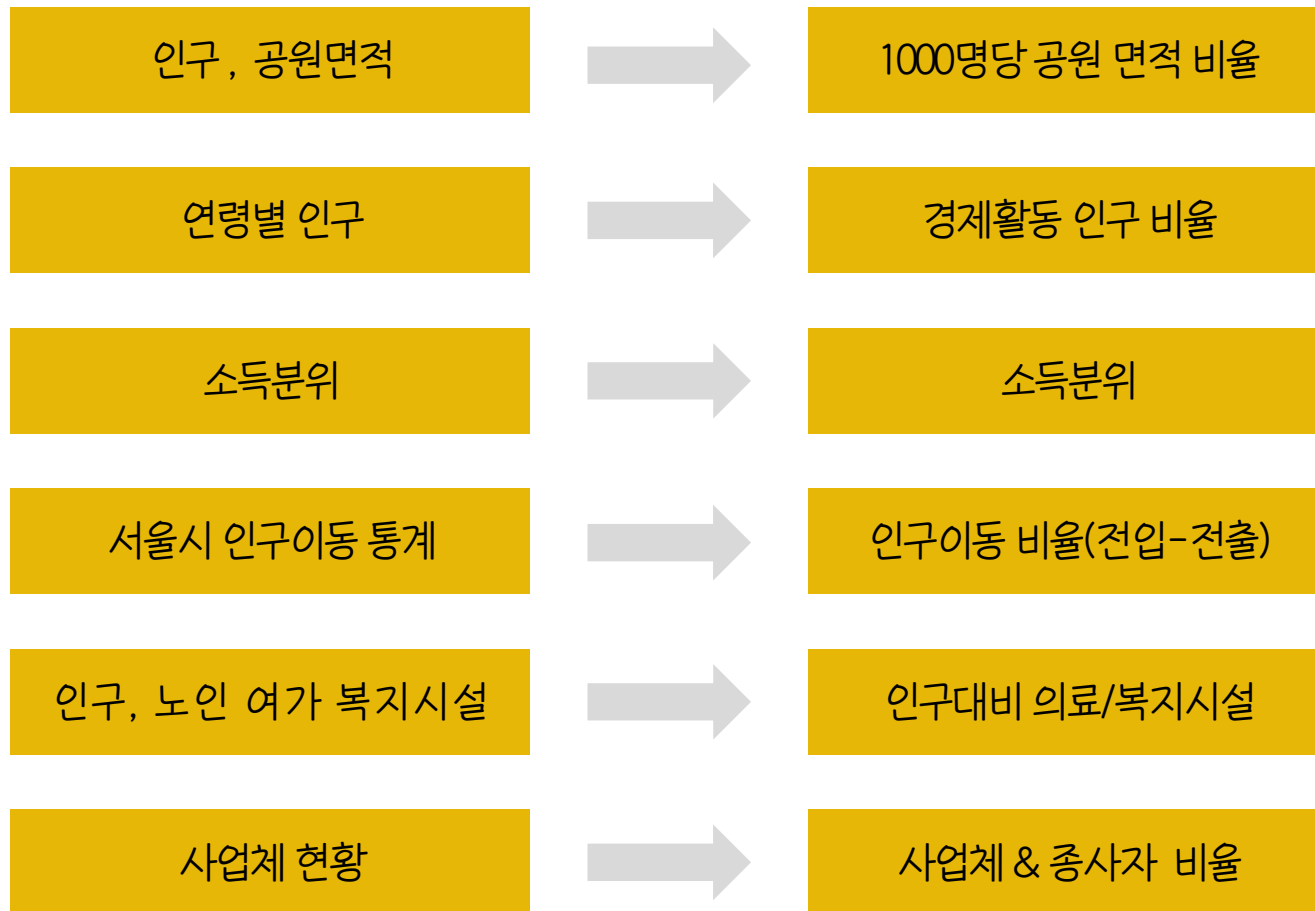 인구 , 공원면적
1000명당 공원 면적 비율
연령별 인구
경제활동 인구 비율
소득분위
소득분위
서울시 인구이동 통계
인구이동 비율(전입-전출)
인구, 노인 여가 복지시설
인구대비 의료/복지시설
사업체 현황
사업체 & 종사자 비율